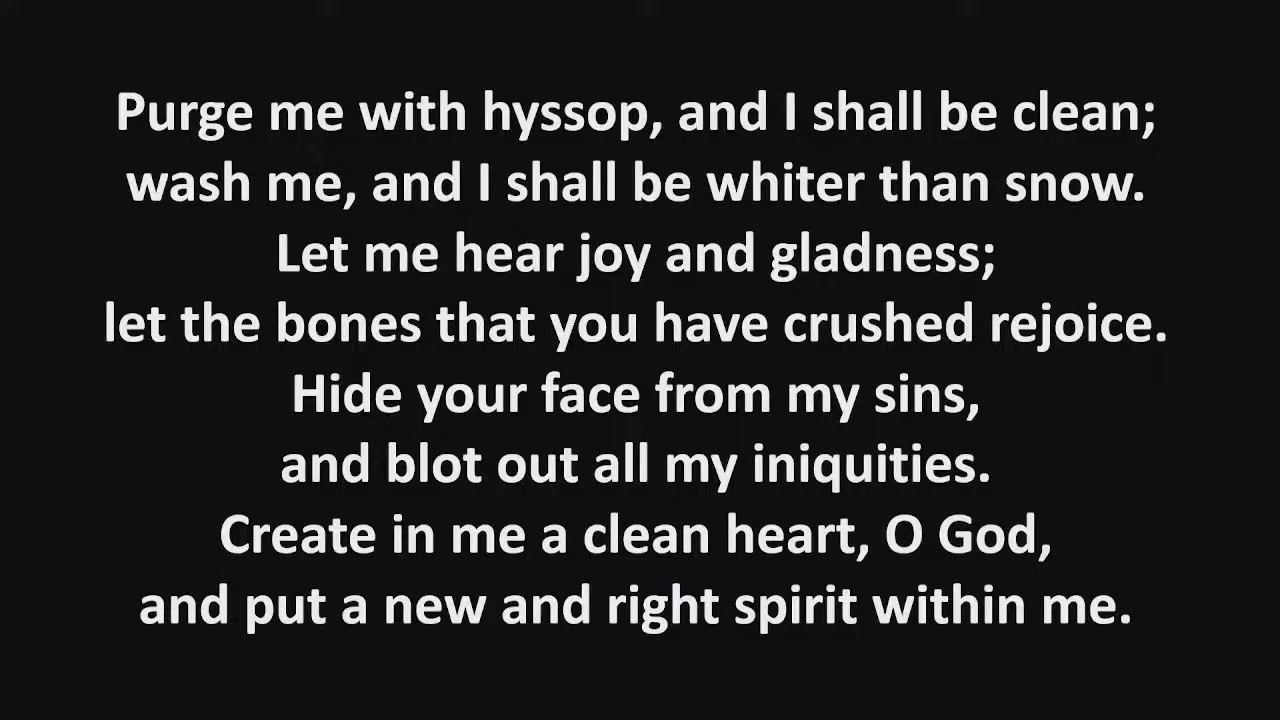 Purge me with hyssop, and I shall be clean;
wash me, and I shall be whiter than snow.
Let me hear joy and gladness;
let the bones that you have crushed rejoice.
Hide your face from my sins,
and blot out all my iniquities.
Create in me a clean heart, O God,
and put a new and right spirit within me.